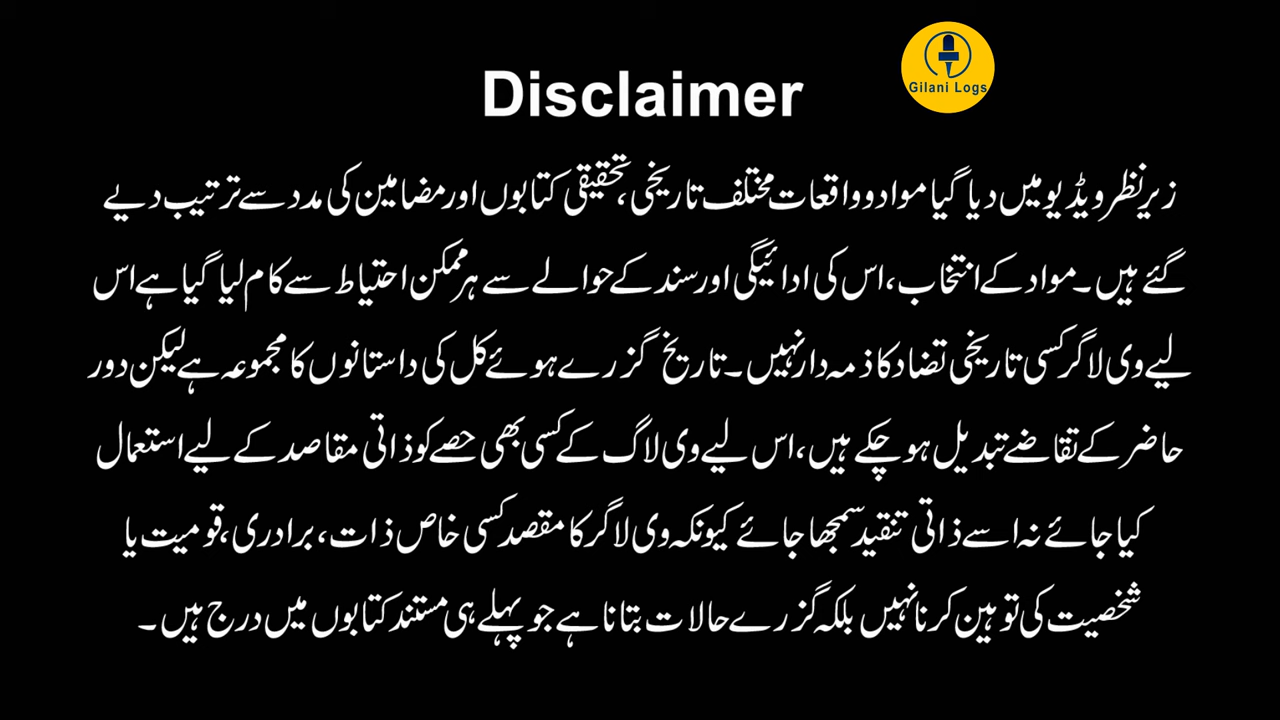 Disclaimer
Gilani Logs
زیر نظر ویڈیو میں دیا گیا مواد و واقعات مختلف تاریخی، تحقیقی کتابوں اور مضامین کی مدد سے ترتیب دیے
گئے ہیں۔ مواد کے انتخاب، اس کی ادائیگی اور سند کے حوالے سے ہر ممکن احتیاط سے کام لیا گیا ہے اس
لیے وی لاگر کسی تاریخی تضاد کا ذمہ دار نہیں۔ تاریخ گزرے ہوئے کل کی داستانوں کا مجموعہ ہے لیکن دور
حاضر کے تقاضے تبدیل ہو چکے ہیں، اس لیے وی لاگ کے کسی بھی حصے کو ذاتی مقاصد کے لیے استعمال
کیا جائے نہ اسے ذاتی تنقید سمجھا جائے کیونکہ وی لاگر کا مقصد کسی خاص ذات، برادری، قومیت یا
شخصیت کی توہین کرنا نہیں بلکہ گزرے حالات بتانا ہے جو پہلے ہی مستند کتابوں میں درج ہیں۔